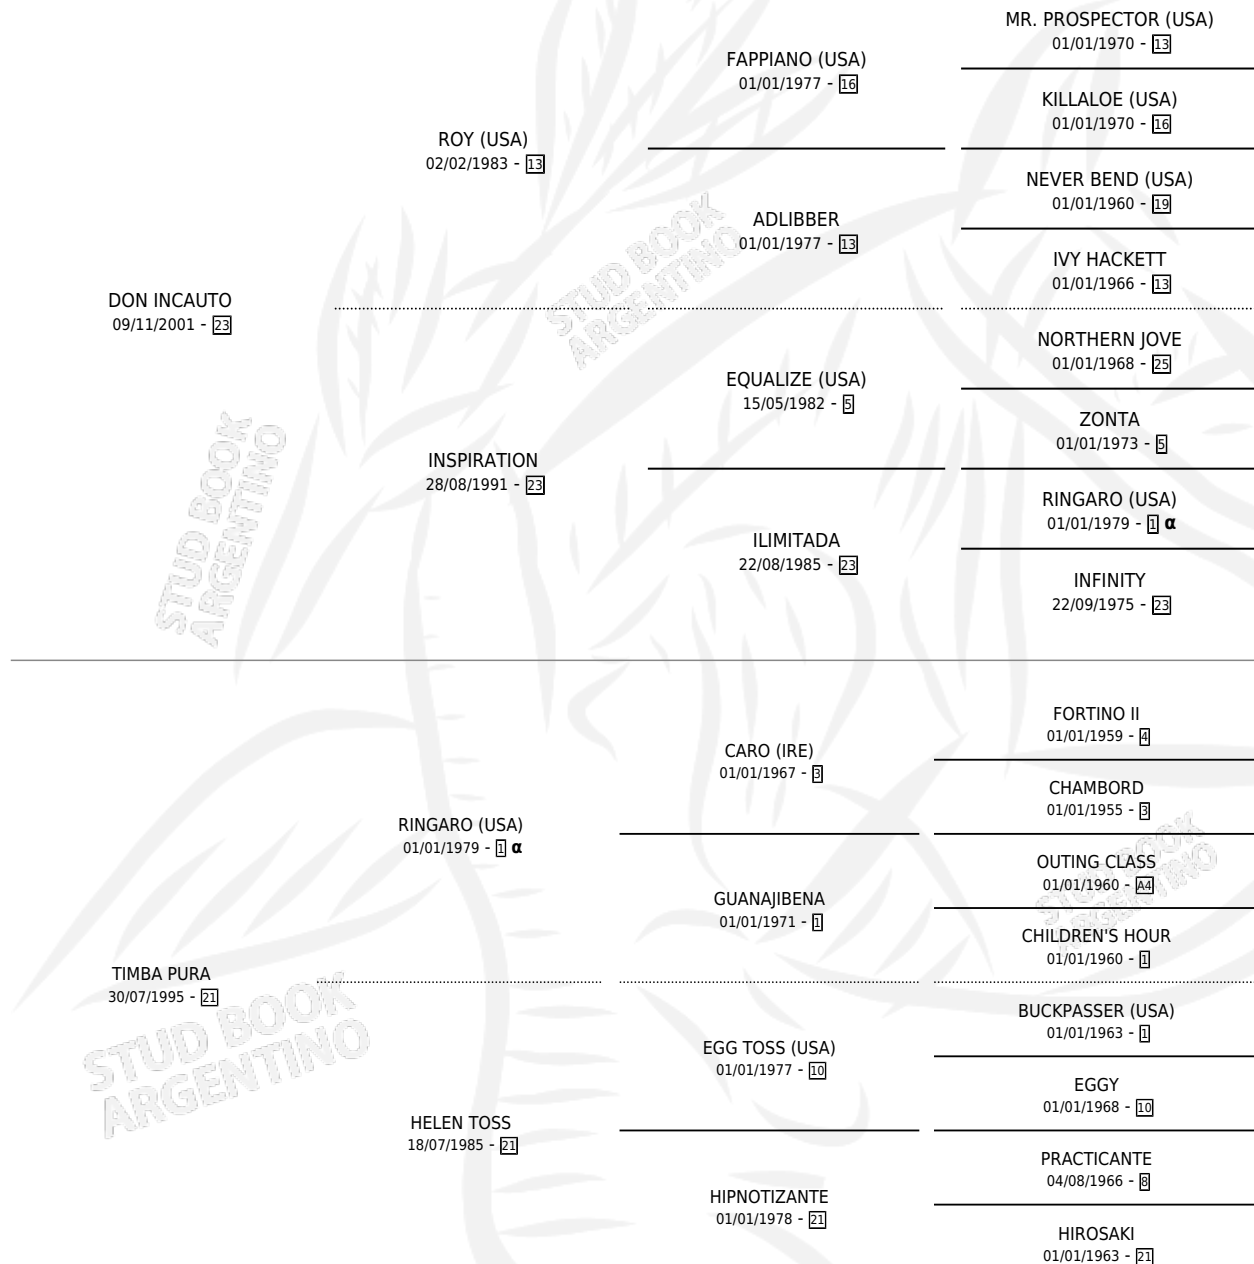 MR. PROSPECTOR (USA)
01/01/1970 - 13
FAPPIANO (USA)
01/01/1977 - 16
KILLALOE (USA)
01/01/1970 - 16
ROY (USA)
02/02/1983 - 13
NEVER BEND (USA)
01/01/1960 - 19
ADLIBBER
01/01/1977 - 13
IVY HACKETT
01/01/1966 - 13
DON INCAUTO
09/11/2001 - 23
NORTHERN JOVE
01/01/1968 - 25
EQUALIZE (USA)
15/05/1982 - 5
ZONTA
01/01/1973 - 5
INSPIRATION
28/08/1991 - 23
RINGARO (USA)
01/01/1979 - 1 α
ILIMITADA
22/08/1985 - 23
INFINITY
22/09/1975 - 23
STUD BOOK
ARGENTINO
STUD BOOK
ARGENTINO
FORTINO II
01/01/1959 - 4
CARO (IRE)
01/01/1967 - 3
CHAMBORD
01/01/1955 - 3
RINGARO (USA)
01/01/1979 - 1 α
OUTING CLASS
01/01/1960 - A4
GUANAJIBENA
01/01/1971 - 1
CHILDREN'S HOUR
01/01/1960 - 1
TIMBA PURA
30/07/1995 - 21
BUCKPASSER (USA)
01/01/1963 - 1
EGG TOSS (USA)
01/01/1977 - 10
EGGY
01/01/1968 - 10
HELEN TOSS
18/07/1985 - 21
PRACTICANTE
04/08/1966 - 8
HIPNOTIZANTE
01/01/1978 - 21
HIROSAKI
01/01/1963 - 21
STUD BOOK
ARGENTINO
STUD BOOK
ARGENTINO